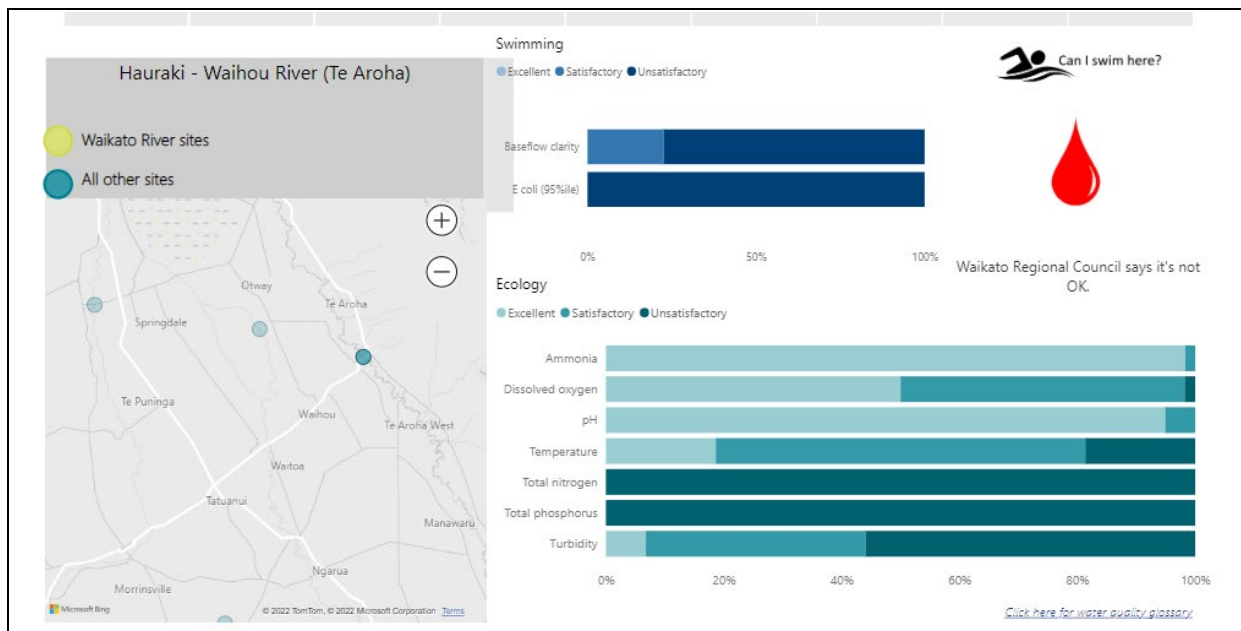 Hauraki - Waihou River (Te Aroha)
Waikato River sites
All other sites
Otway
Te Aroha
Springdale
Te Puninga
Waihou
Te Aroha West
Waitoa
Tatuanui
Manawaru
Ngarua
Morrinsville
Microsoft Bing
© 2022 TomTom, © 2022 Microsoft Corporation Terms
Swimming
Excellent Satisfactory Unsatisfactory
Baseflow clarity
E coli (95%ile)
0% 50% 100%
Can I swim here?
Waikato Regional Council says it's not
OK.
Ecology
Excellent Satisfactory Unsatisfactory
Ammonia
Dissolved oxygen
pH
Temperature
Total nitrogen
Total phosphorus
Turbidity
0% 20% 40% 60% 80% 100%
Click here for water quality glossary